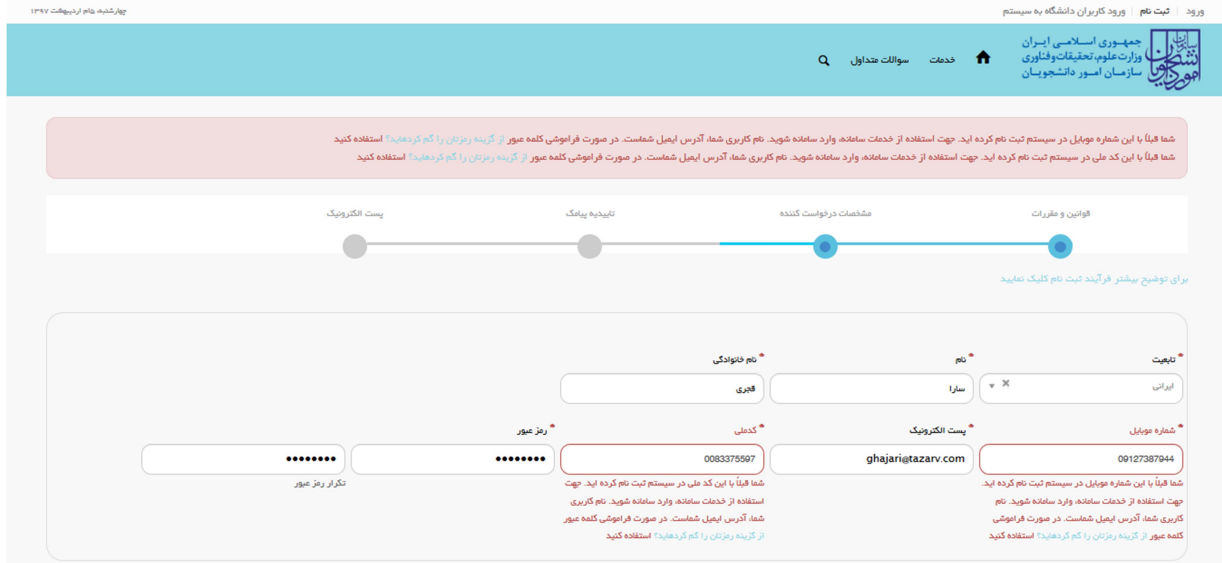 ورود | ثبت نام | ورود کاربران دانشگاه به سیستم
چهارشنبه، ۵ام اردیبهشت ۱۳۹۷
سازمان امور دانشجویان
جمهوری اسلامی ایران
وزارت علوم، تحقیقات و فناوری
سازمان امور دانشجویان
خدمات
سوالات متداول
شما قبلاً با این شماره موبایل در سیستم ثبت نام کرده اید. جهت استفاده از خدمات سامانه، وارد سامانه شوید. نام کاربری شما، آدرس ایمیل شماست. در صورت فراموشی کلمه عبور از گزینه رمزتان را گم کرده‌اید؟ استفاده کنید
شما قبلاً با این کد ملی در سیستم ثبت نام کرده اید. جهت استفاده از خدمات سامانه، وارد سامانه شوید. نام کاربری شما، آدرس ایمیل شماست. در صورت فراموشی کلمه عبور از گزینه رمزتان را گم کرده‌اید؟ استفاده کنید
قوانین و مقررات
مشخصات درخواست کننده
تاییدیه پیامک
پست الکترونیک
برای توضیح بیشتر فرآیند ثبت نام کلیک نمایید
* تابعیت
* نام
* نام خانوادگی
ایرانی
سارا
قجری
* شماره موبایل
* پست الکترونیک
* کدملی
* رمز عبور
09127387944
ghajari@tazarv.com
0083375597
شما قبلاً با این شماره موبایل در سیستم ثبت نام کرده اید.
جهت استفاده از خدمات سامانه، وارد سامانه شوید. نام
کاربری شما، آدرس ایمیل شماست. در صورت فراموشی
کلمه عبور از گزینه رمزتان را گم کرده‌اید؟ استفاده کنید
شما قبلاً با این کد ملی در سیستم ثبت نام کرده اید. جهت
استفاده از خدمات سامانه، وارد سامانه شوید. نام کاربری
شما، آدرس ایمیل شماست. در صورت فراموشی کلمه عبور
از گزینه رمزتان را گم کرده‌اید؟ استفاده کنید
تکرار رمز عبور